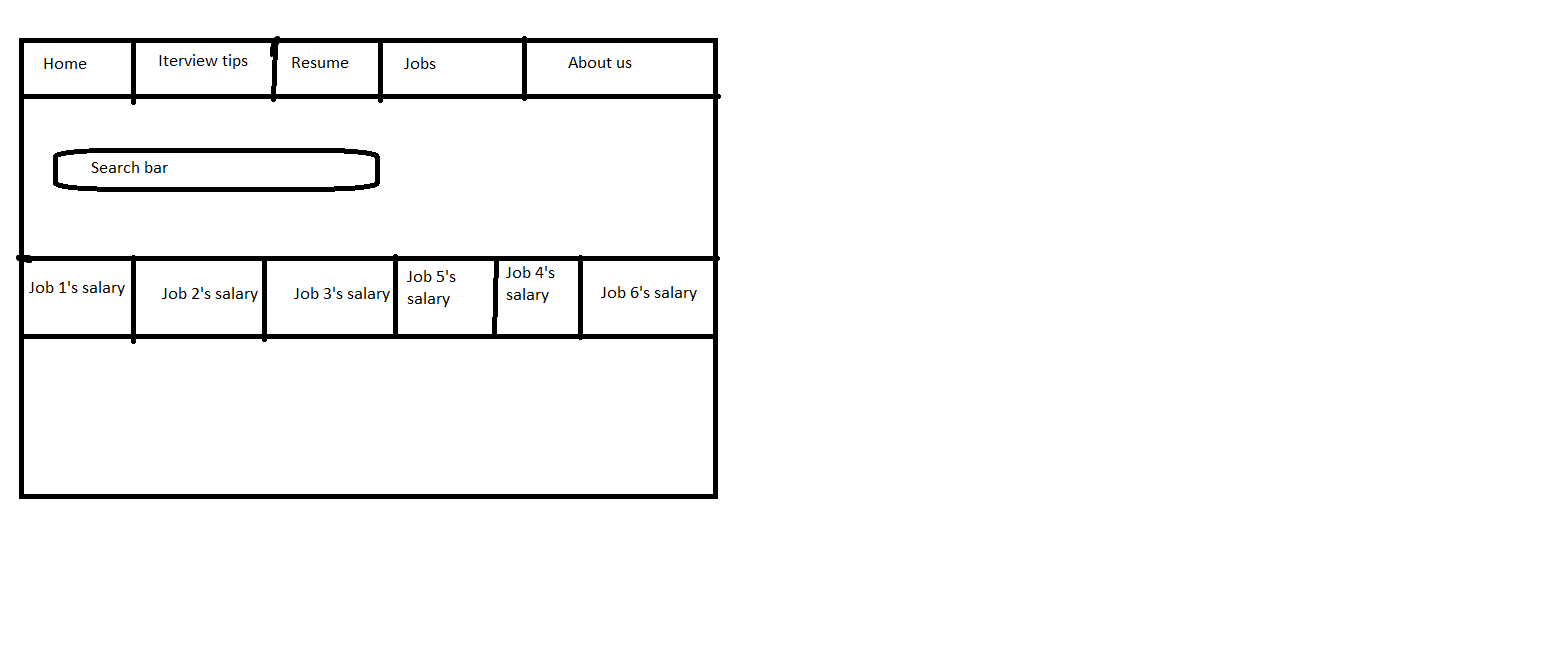 Home
Iterview tips
Resume
Jobs
About us
Search bar
Job 1's salary
Job 2's salary
Job 3's salary
Job 5's
salary
Job 4's
salary
Job 6's salary